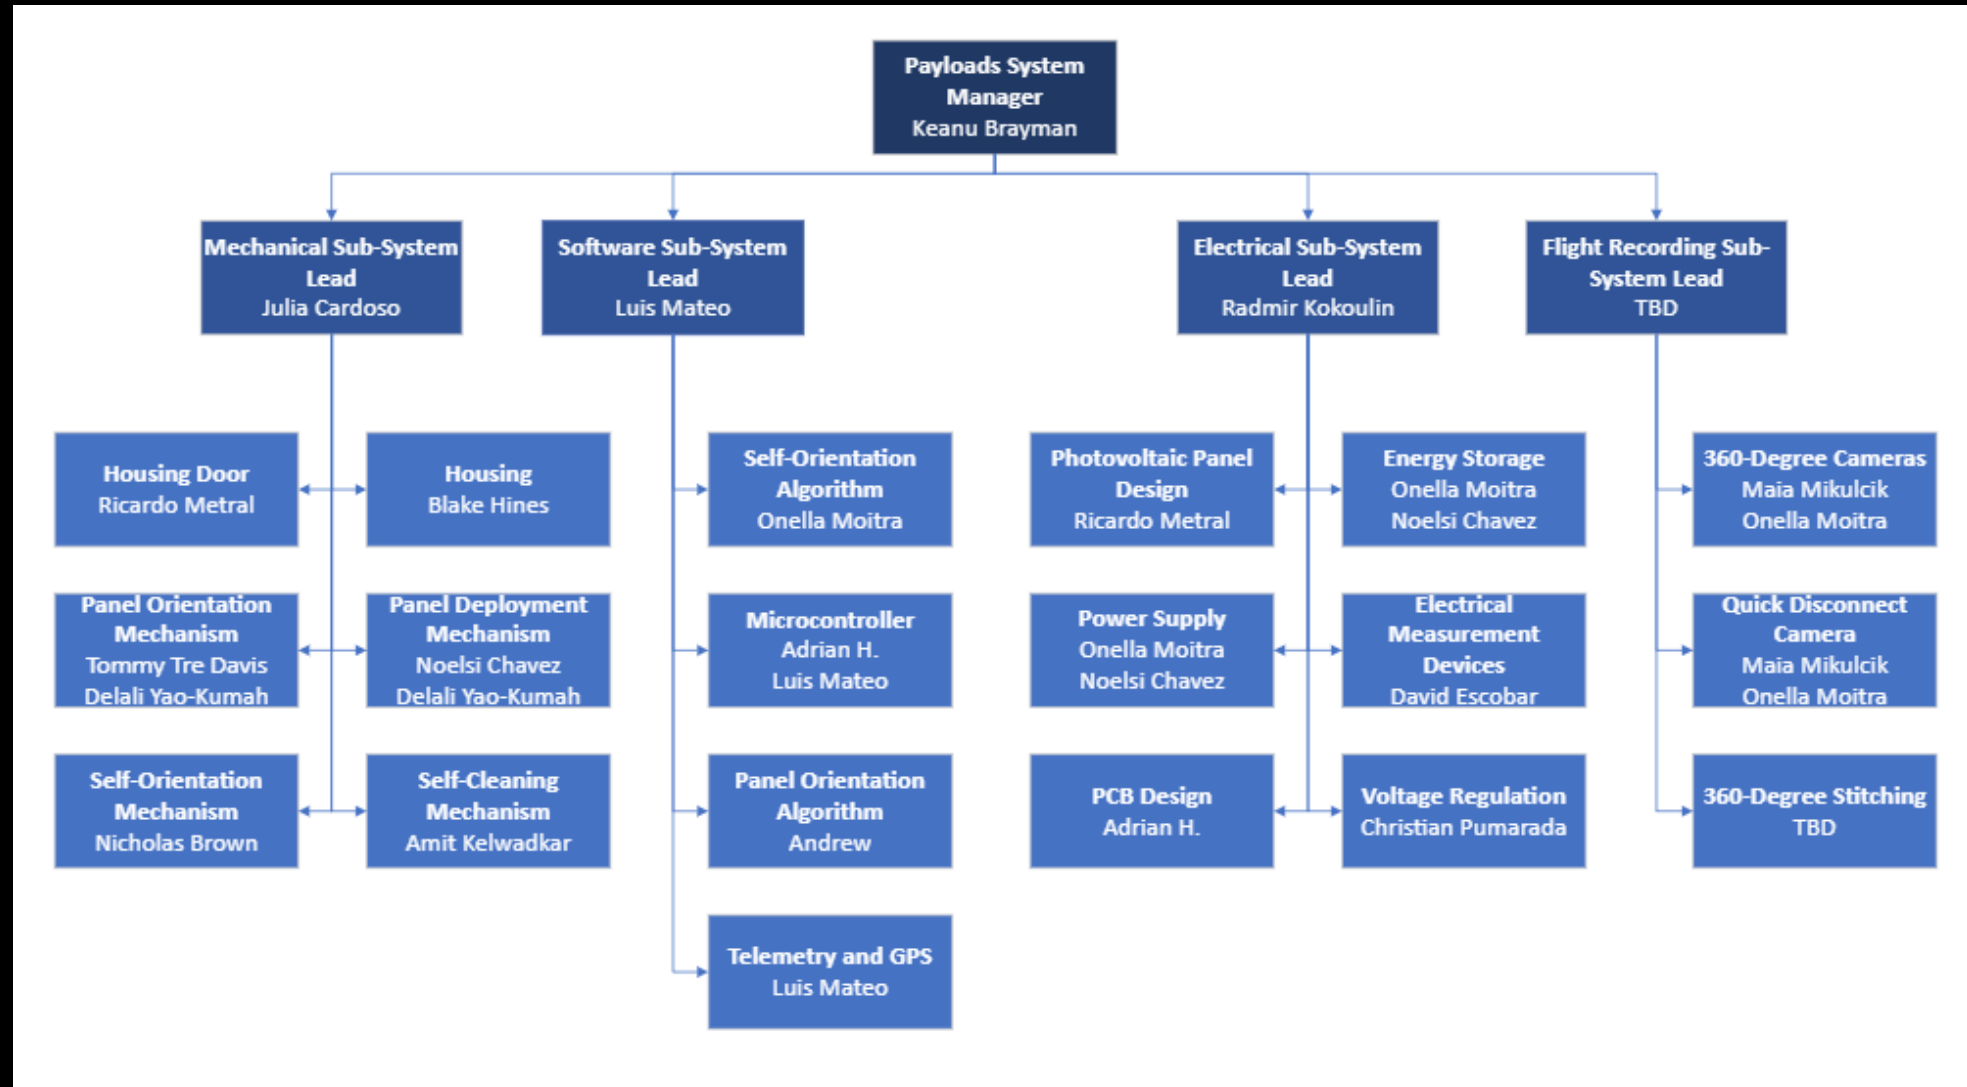 Payloads System
Manager
Keanu Brayman
Mechanical Sub-System
Lead
Julia Cardoso
Software Sub-System
Lead
Luis Mateo
Electrical Sub-System
Lead
Radmir Kokoulin
Flight Recording Sub-
System Lead
TBD
Housing Door
Ricardo Metral
Housing
Blake Hines
Self-Orientation
Algorithm
Onella Moitra
Photovoltaic Panel
Design
Ricardo Metral
Energy Storage
Onella Moitra
Noelsi Chavez
360-Degree Cameras
Maia Mikulcik
Onella Moitra
Panel Orientation
Mechanism
Tommy Tre Davis
Delali Yao-Kumah
Panel Deployment
Mechanism
Noelsi Chavez
Delali Yao-Kumah
Microcontroller
Adrian H.
Luis Mateo
Power Supply
Onella Moitra
Noelsi Chavez
Electrical
Measurement
Devices
David Escobar
Quick Disconnect
Camera
Maia Mikulcik
Onella Moitra
Self-Orientation
Mechanism
Nicholas Brown
Self-Cleaning
Mechanism
Amit Kelwadkar
Panel Orientation
Algorithm
Andrew
PCB Design
Adrian H.
Voltage Regulation
Christian Pumarada
360-Degree Stitching
TBD
Telemetry and GPS
Luis Mateo